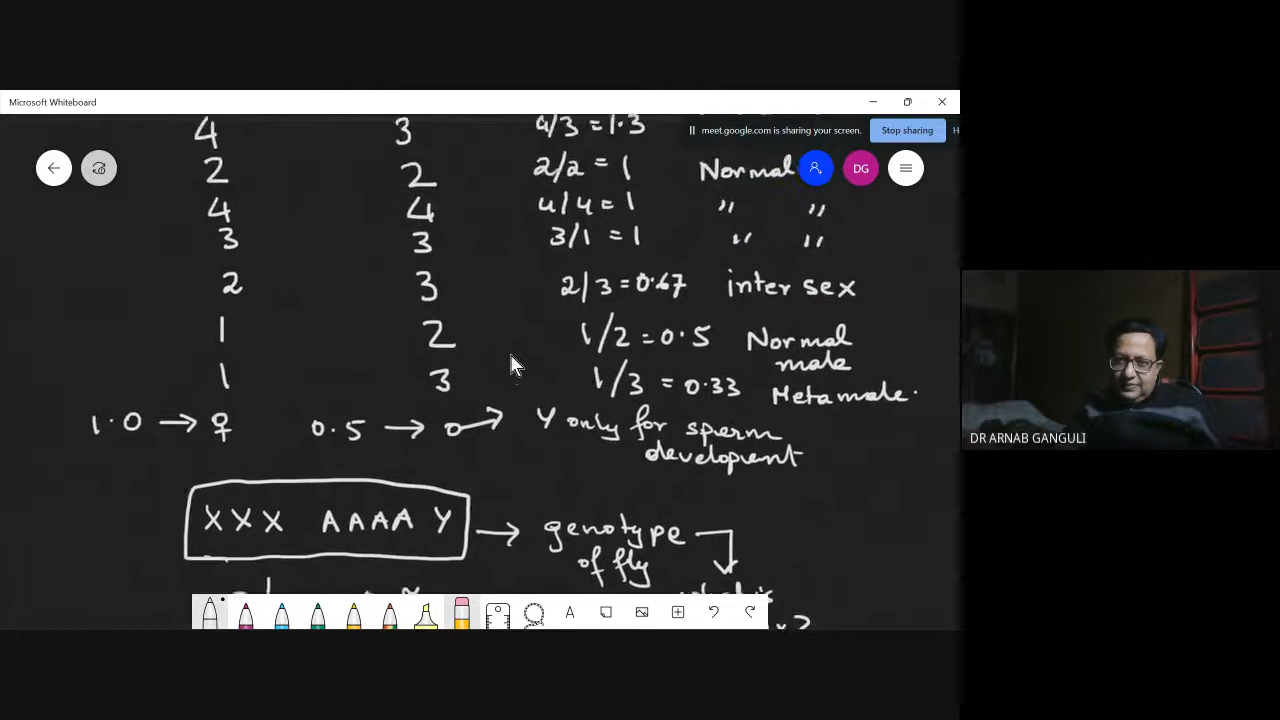 Microsoft Whiteboard
meet.google.com is sharing your screen. Stop sharing H
4 3 4/3 = 1.3
2 2 2/2 = 1 Normal
DG
4 4 4/4 = 1 " "
3 3 3/1 = 1 " "
2 3 2/3 = 0.67 inter sex
1 2 1/2 = 0.5 Normal
male
1 3 1/3 = 0.33 Metamale.
1.0 → ♀ 0.5 → ♂ Y only for sperm
development
XXX AAAA Y → genotype
of fly
DR ARNAB GANGULI
A